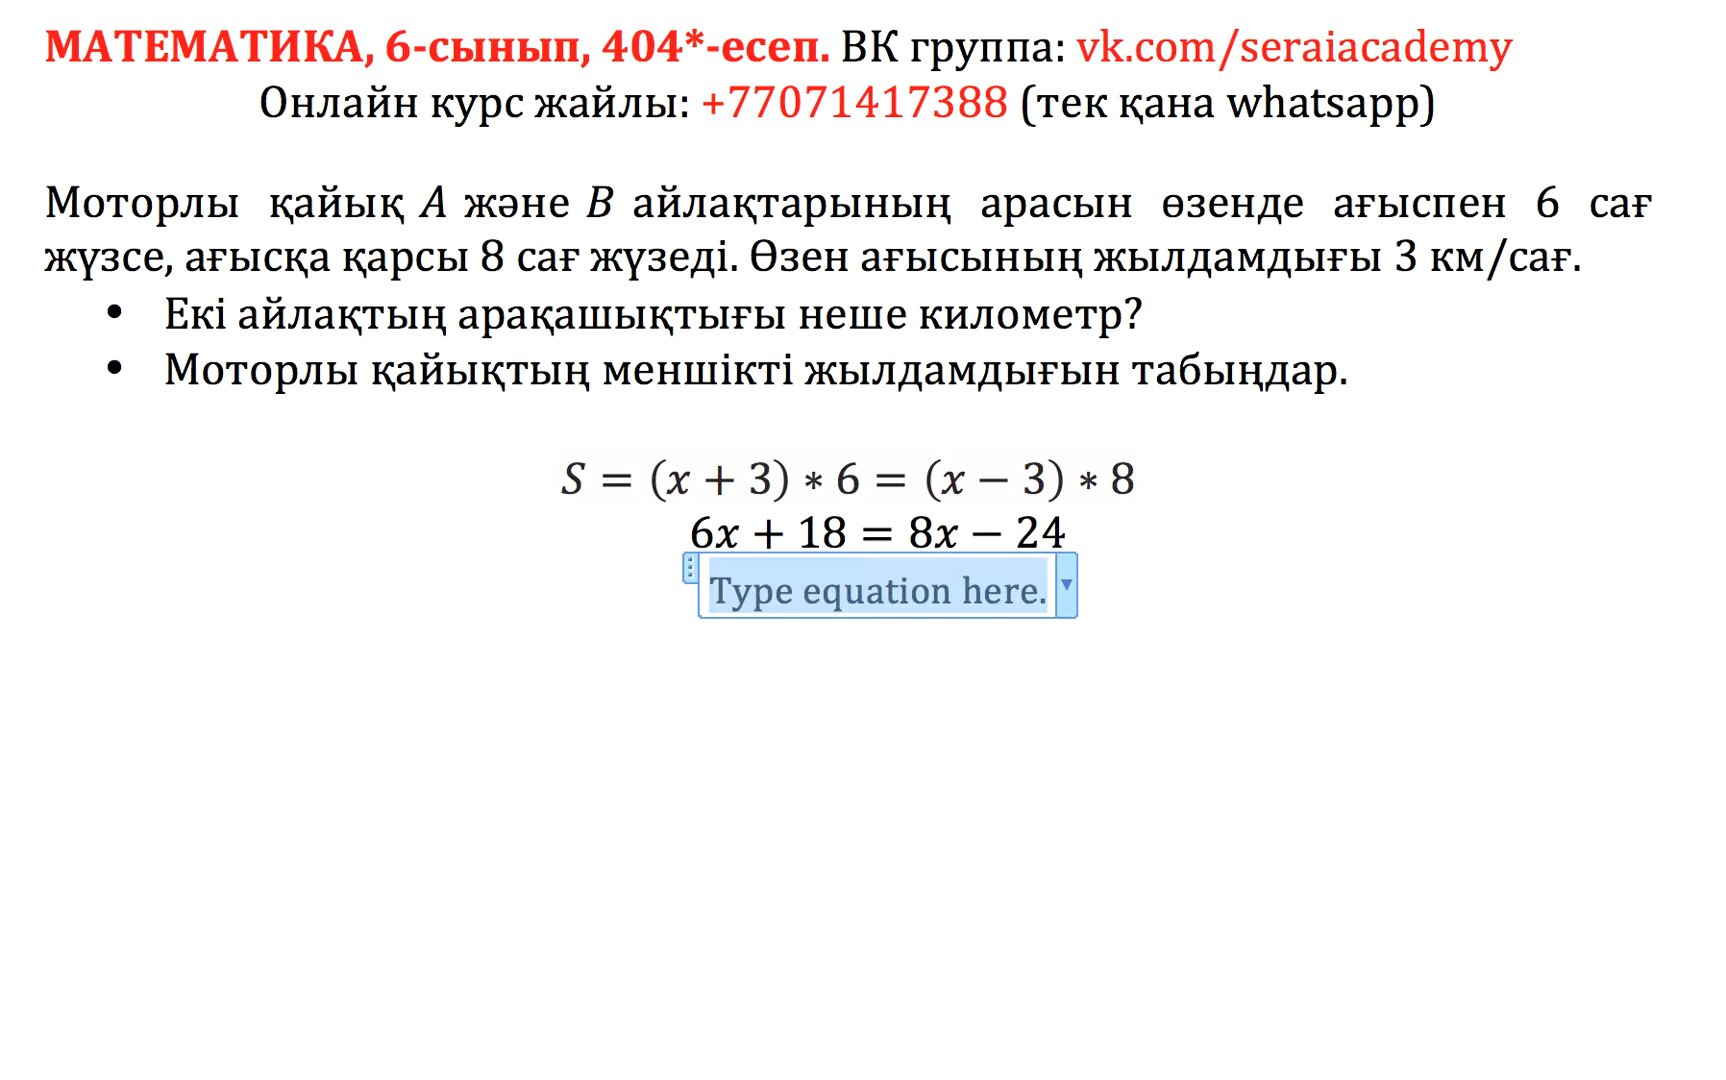 МАТЕМАТИКА, 6-сынып, 404*-есеп. ВК группа: vk.com/seraiacademy
Онлайн курс жайлы: +77071417388 (тек қана whatsapp)
Моторлы қайық A және B айлақтарының арасын өзенде ағыспен 6 сағ
жүзсе, ағысқа қарсы 8 сағ жүзеді. Өзен ағысының жылдамдығы 3 км/сағ.
• Екі айлақтың арақашықтығы неше километр?
• Моторлы қайықтың меншікті жылдамдығын табыңдар.
S = (x + 3) * 6 = (x − 3) * 8
6x + 18 = 8x − 24
Type equation here.